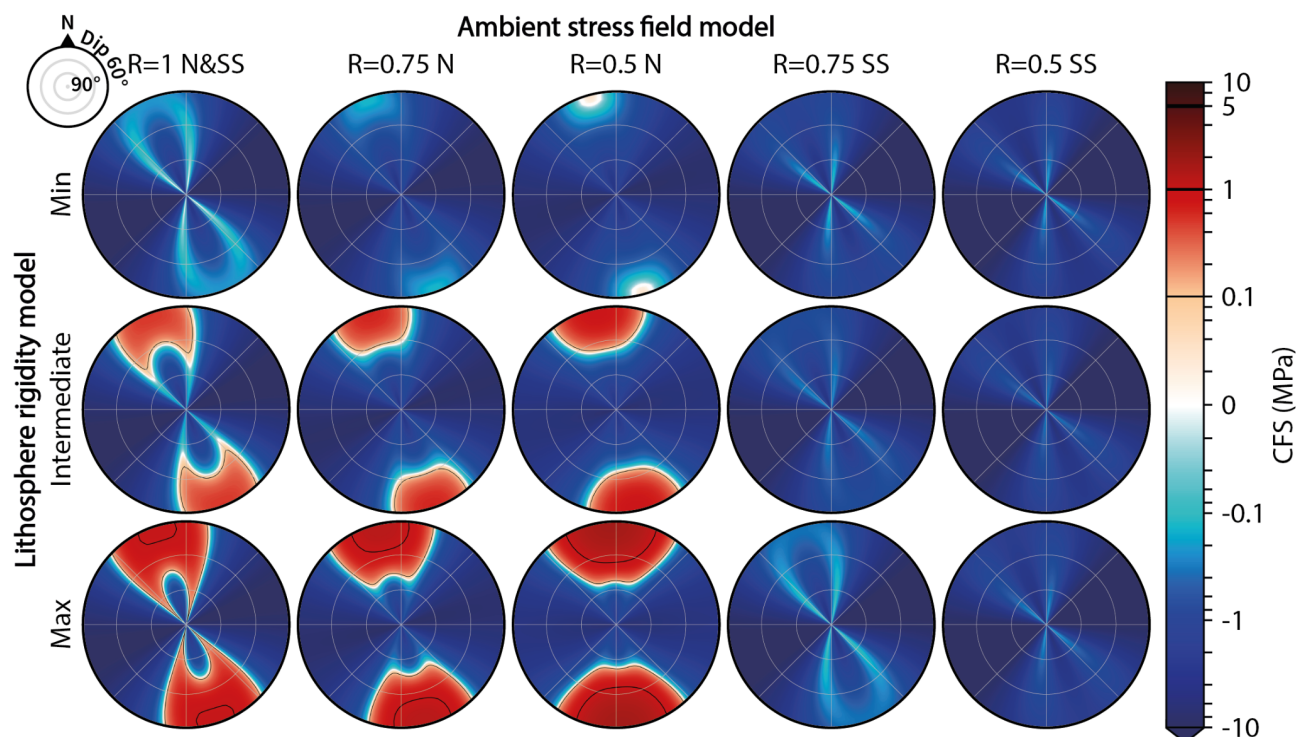 Ambient stress field model
N
Dip 60°
90°
R=1 N&SS
R=0.75 N
R=0.5 N
R=0.75 SS
R=0.5 SS
Lithosphere rigidity model
Min
Intermediate
Max
10
5
1
0.1
0
-0.1
-1
-10
CFS (MPa)